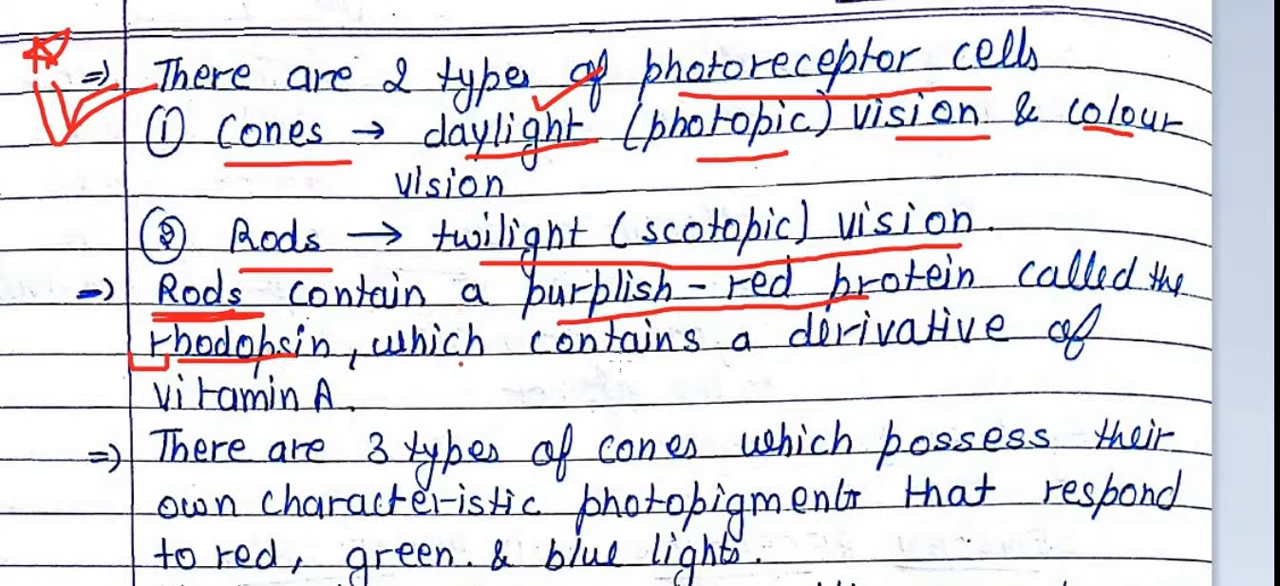 ⇒ There are 2 types of photoreceptor cells
① Cones → daylight (photopic) vision & colour
vision
② Rods → twilight (scotopic) vision.
⇒ Rods contain a purplish-red protein called the
rhodopsin, which contains a derivative of
vitamin A.
⇒ There are 3 types of cones which possess their
own characteristic photopigments that respond
to red, green & blue lights.